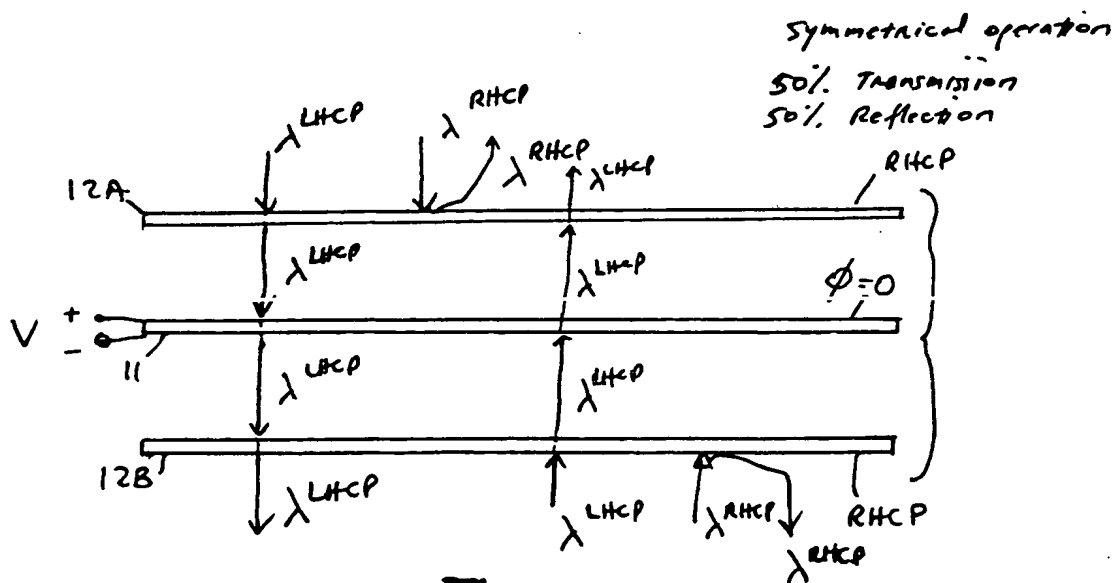 Symmetrical operation
50% Transmission
50% Reflection
λ^LHCP
λ^RHCP
λ^RHCP
λ^LHCP
RHCP
12A
λ^LHCP
λ^LHCP
Φ=0
V + -
11
λ^LHCP
λ^LHCP
12B
λ^LHCP
λ^LHCP
λ^RHCP
RHCP
λ^RHCP